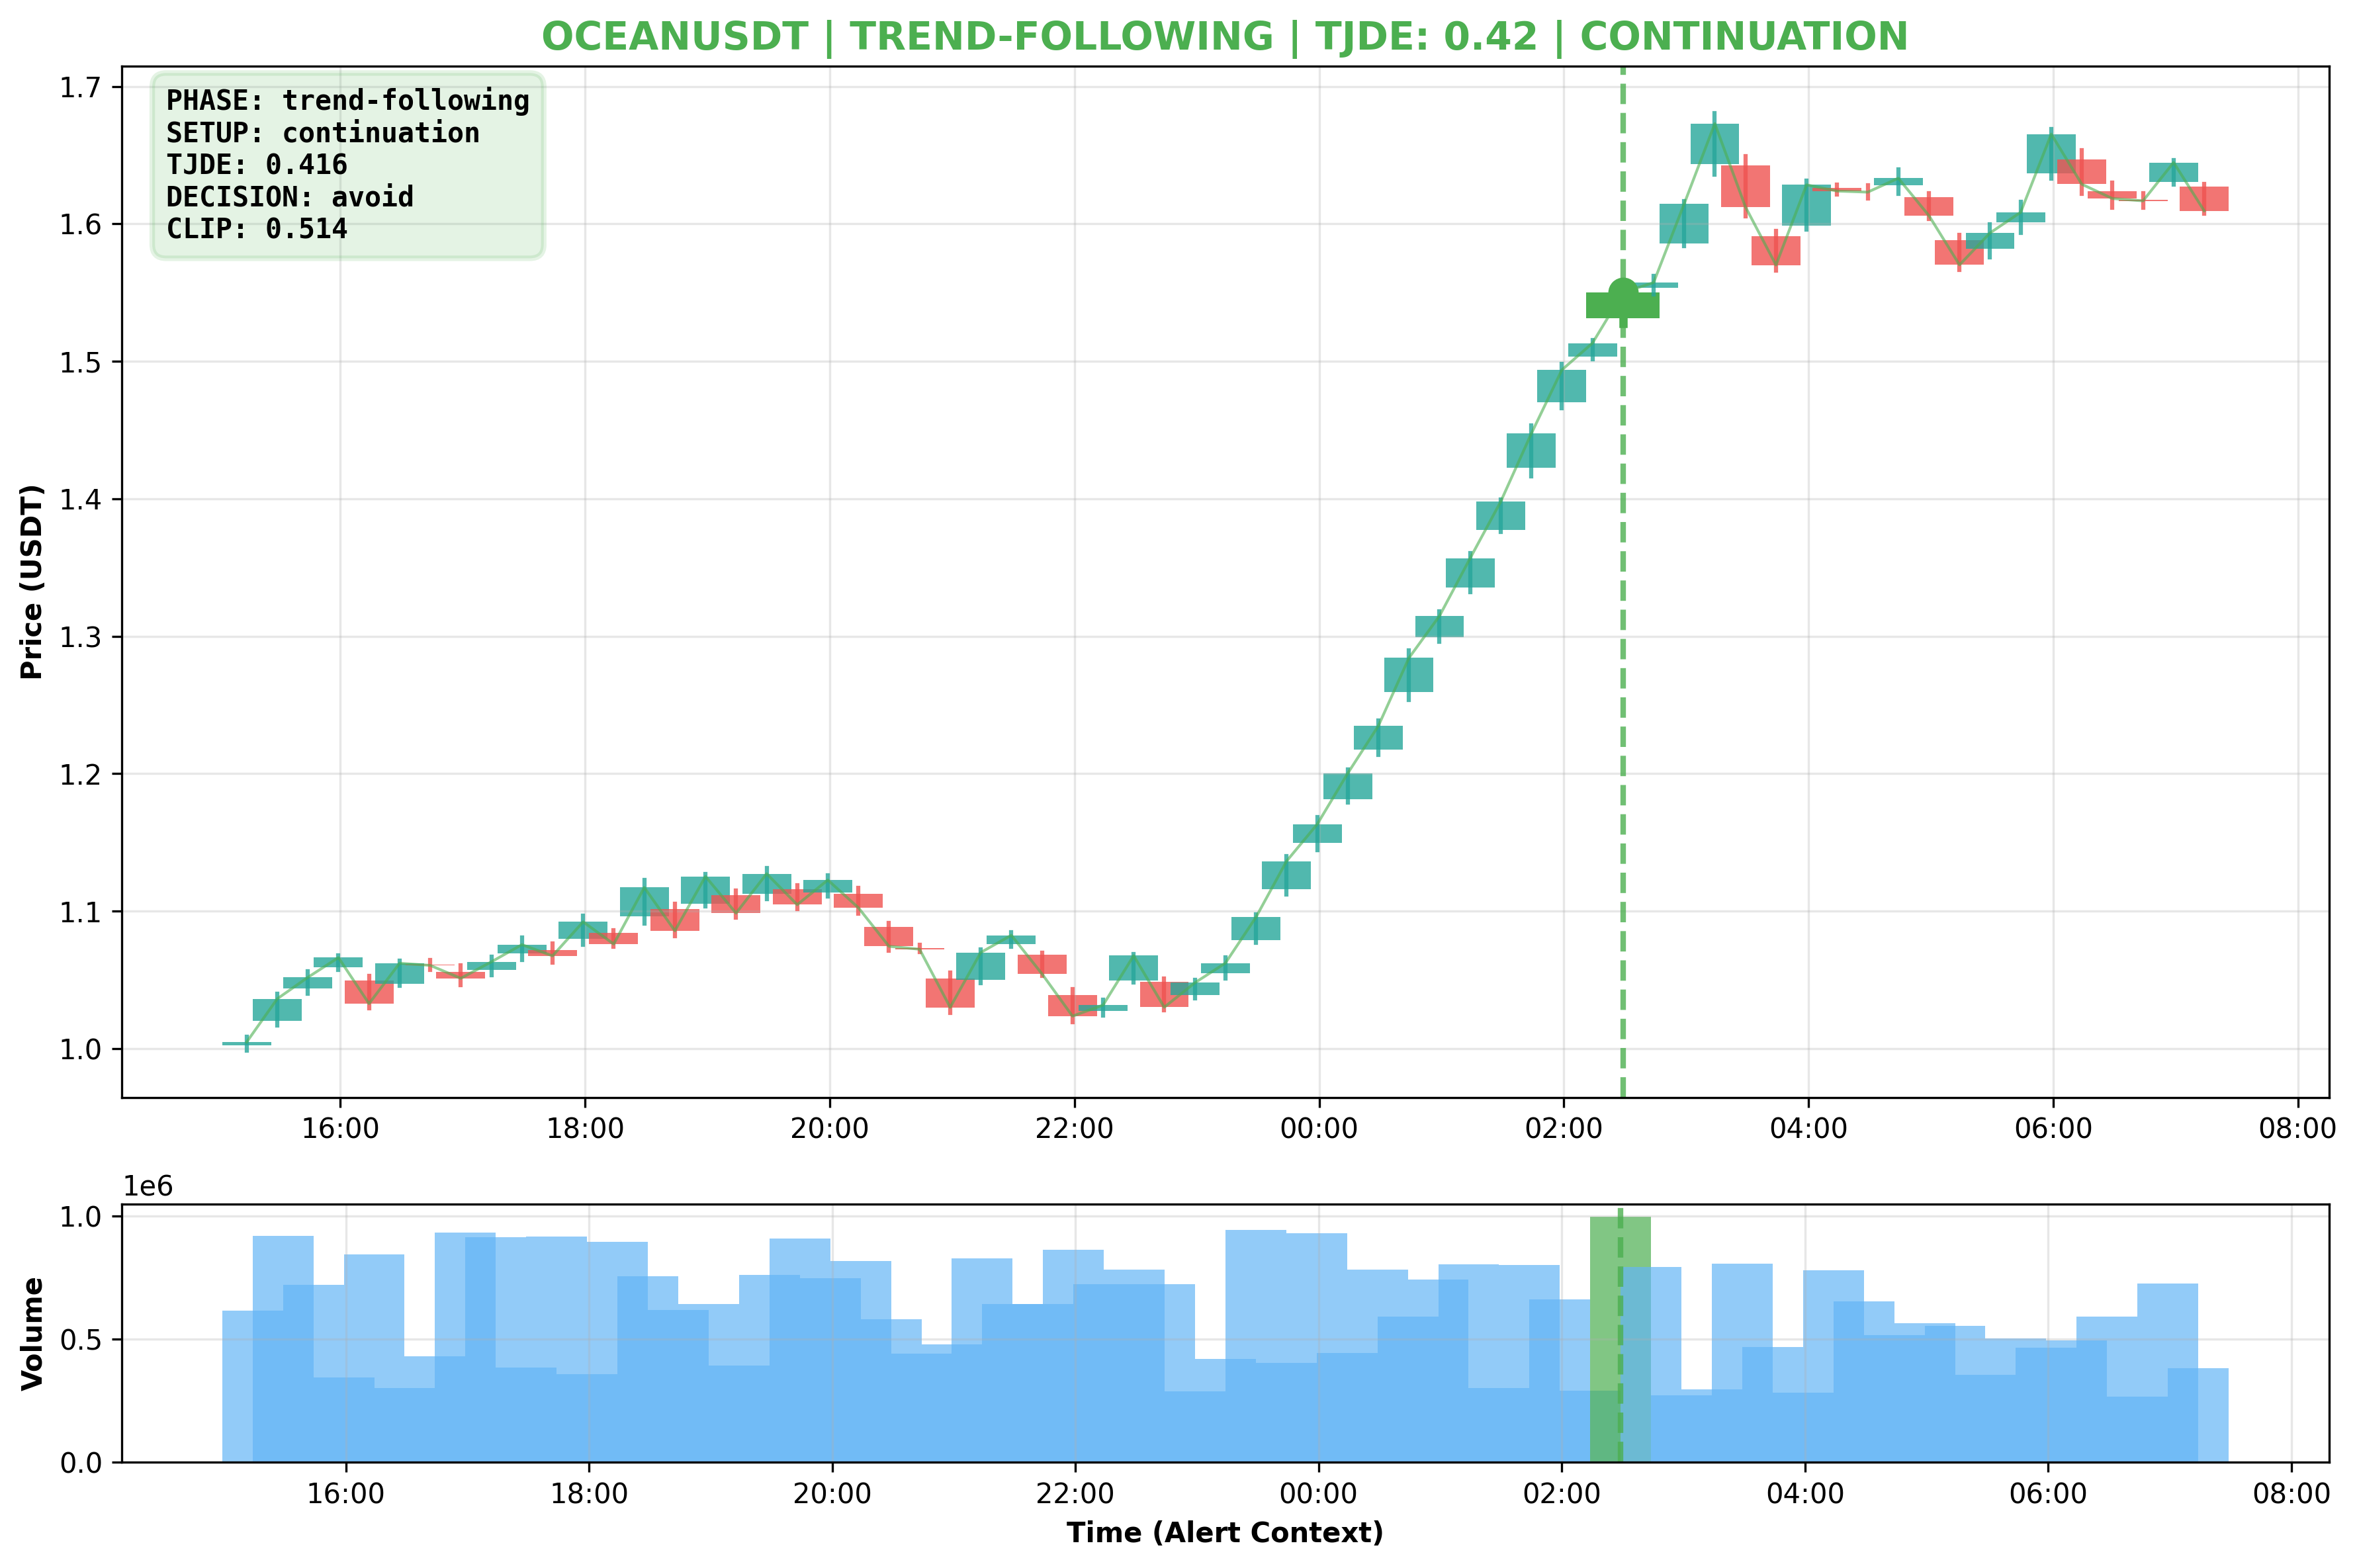 OCEANUSDT | TREND-FOLLOWING | TJDE: 0.42 | CONTINUATION
PHASE: trend-following
SETUP: continuation
TJDE: 0.416
DECISION: avoid
CLIP: 0.514
Price (USDT)
1.7
1.6
1.5
1.4
1.3
1.2
1.1
1.0
16:00 18:00 20:00 22:00 00:00 02:00 04:00 06:00 08:00
1e6
Volume
1.0
0.5
0.0
16:00 18:00 20:00 22:00 00:00 02:00 04:00 06:00 08:00
Time (Alert Context)